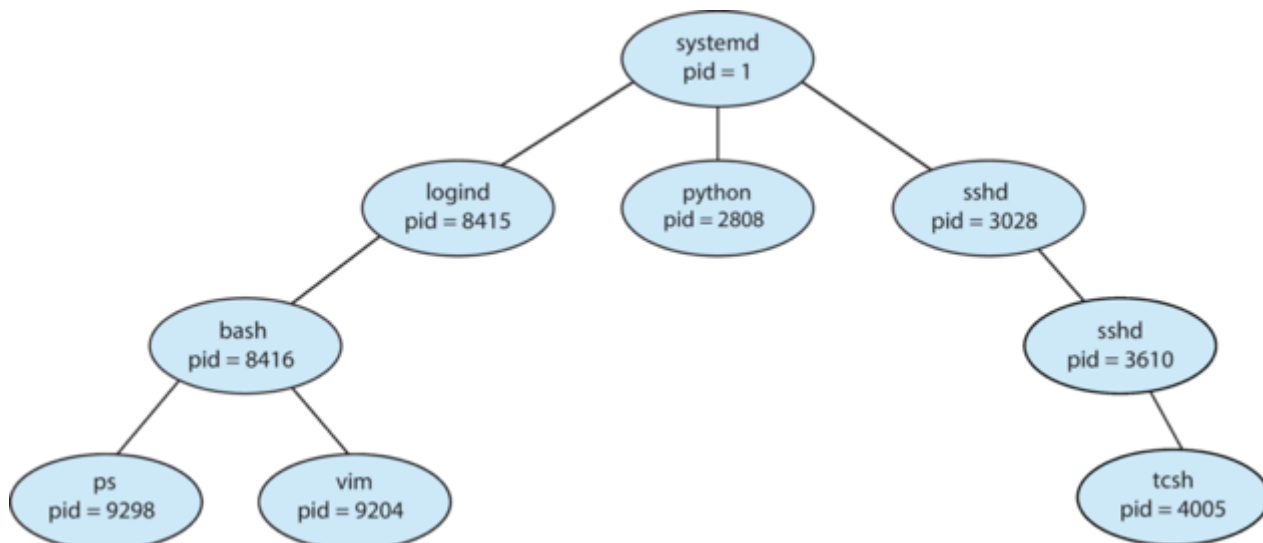 systemd
pid = 1
logind
pid = 8415
python
pid = 2808
sshd
pid = 3028
bash
pid = 8416
sshd
pid = 3610
ps
pid = 9298
vim
pid = 9204
tcsh
pid = 4005